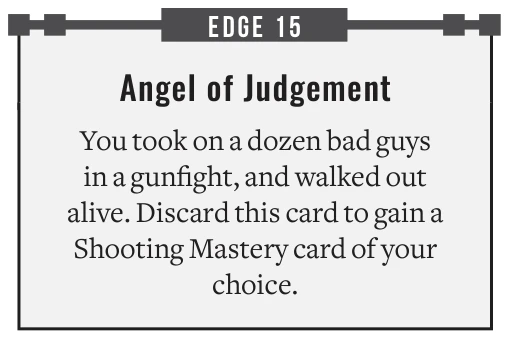 EDGE 15
Angel of Judgement
You took on a dozen bad guys
in a gunfight, and walked out
alive. Discard this card to gain a
Shooting Mastery card of your
choice.